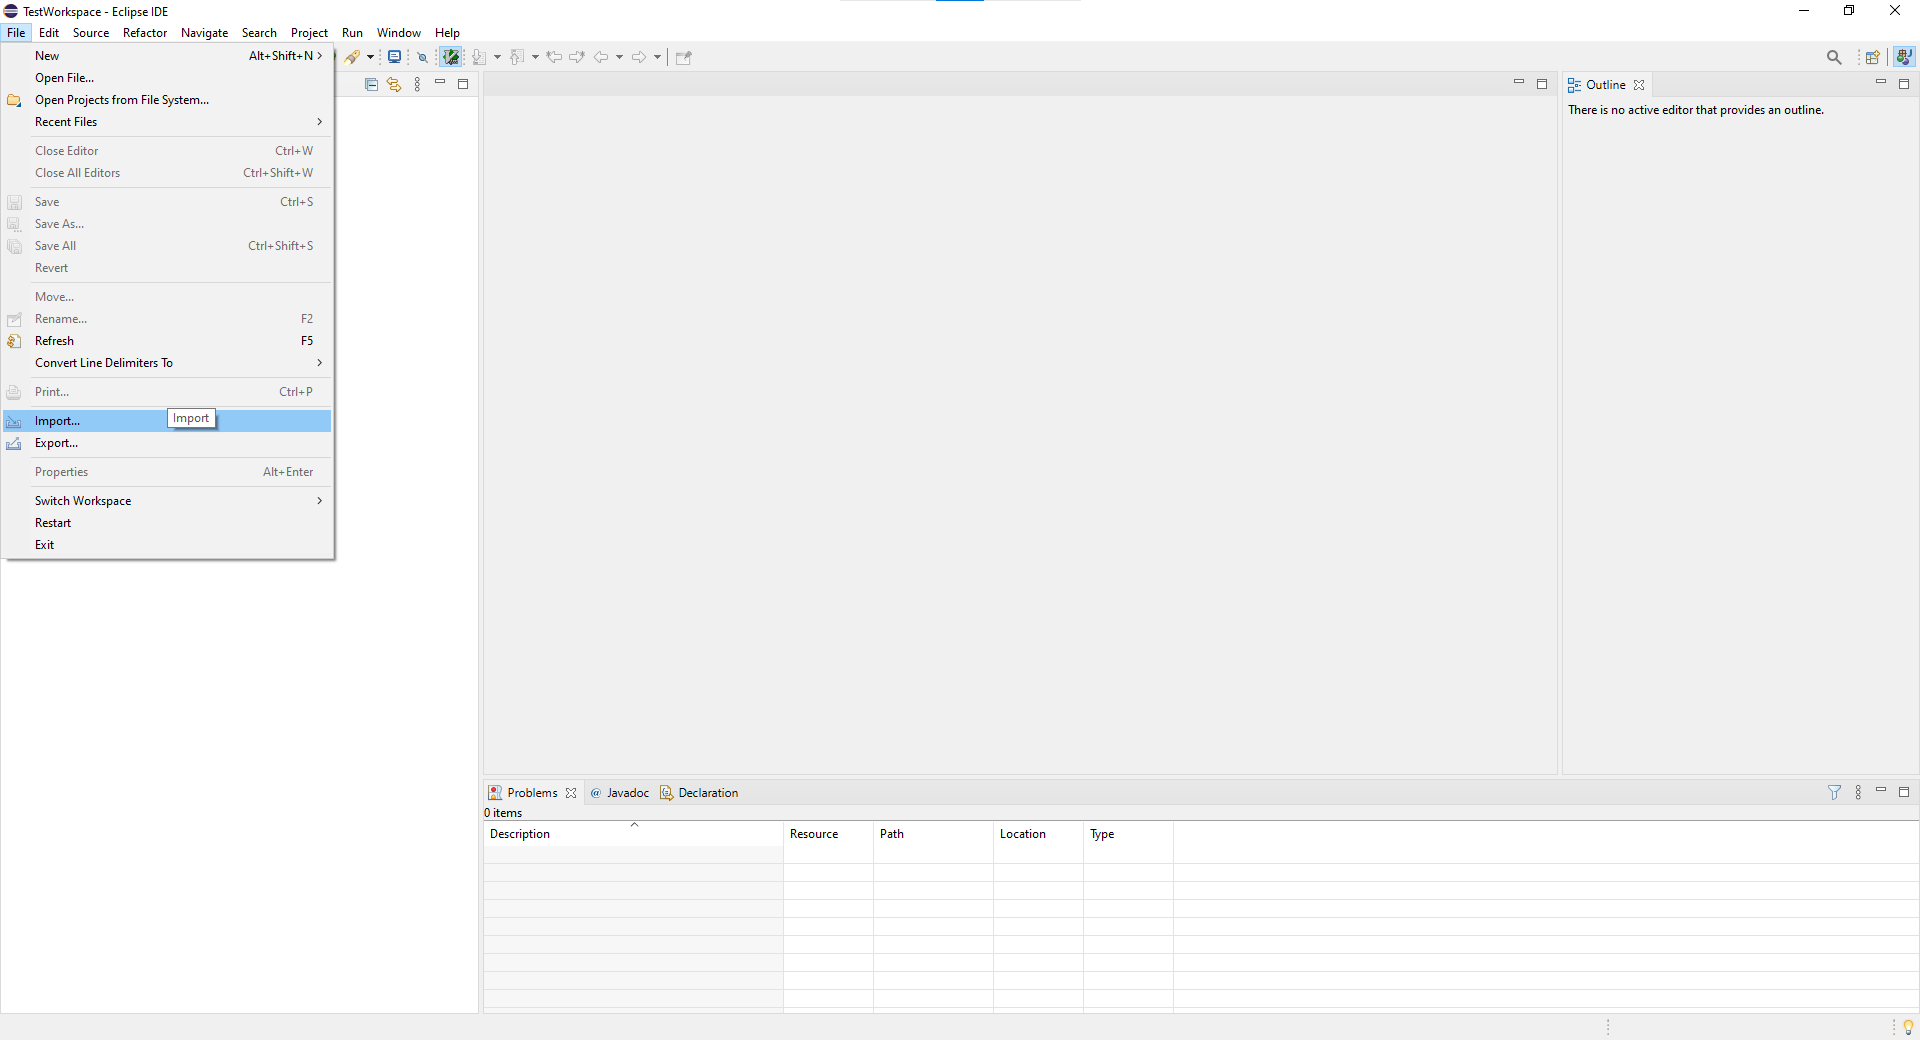 TestWorkspace - Eclipse IDE
File Edit Source Refactor Navigate Search Project Run Window Help
New Alt+Shift+N
Open File...
Open Projects from File System...
Recent Files
Close Editor Ctrl+W
Close All Editors Ctrl+Shift+W
Save Ctrl+S
Save As...
Save All Ctrl+Shift+S
Revert
Move...
Rename... F2
Refresh F5
Convert Line Delimiters To
Print... Ctrl+P
Import... Import
Export...
Properties Alt+Enter
Switch Workspace
Restart
Exit
Outline
There is no active editor that provides an outline.
Problems @ Javadoc Declaration
0 items
Description Resource Path Location Type